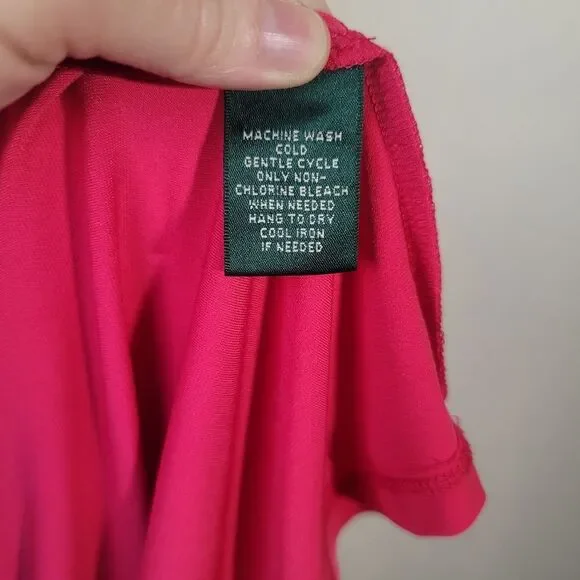 MACHINE WASH
COLD
GENTLE CYCLE
ONLY NON-
CHLORINE BLEACH
WHEN NEEDED
HANG TO DRY
COOL IRON
IF NEEDED